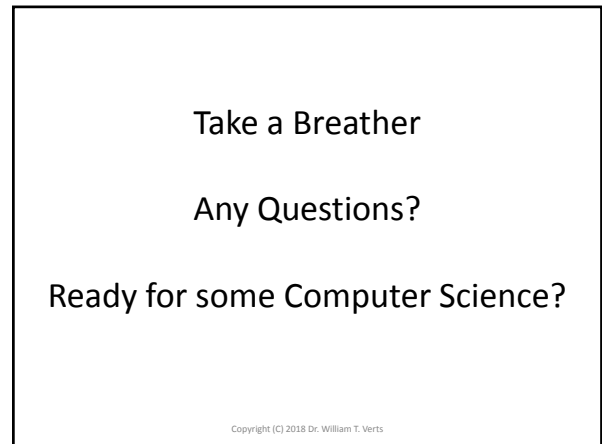 Take a Breather
Any Questions?
Ready for some Computer Science?
Copyright (C) 2018 Dr. William T. Verts